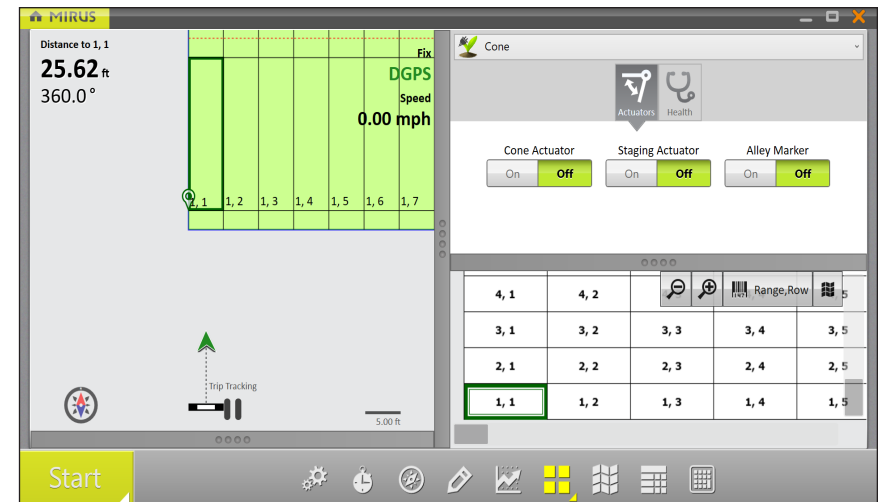 MIRUS
Distance to 1, 1
25.62 ft
360.0 °
Fix
DGPS
Speed
0.00 mph
1, 1 1, 2 1, 3 1, 4 1, 5 1, 6 1, 7
Trip Tracking
5.00 ft
Cone
Actuators Health
Cone Actuator Staging Actuator Alley Marker
On Off On Off On Off
Range,Row
4, 1 4, 2 5
3, 1 3, 2 3, 3 3, 4 3, 5
2, 1 2, 2 2, 3 2, 4 2, 5
1, 1 1, 2 1, 3 1, 4 1, 5
Start